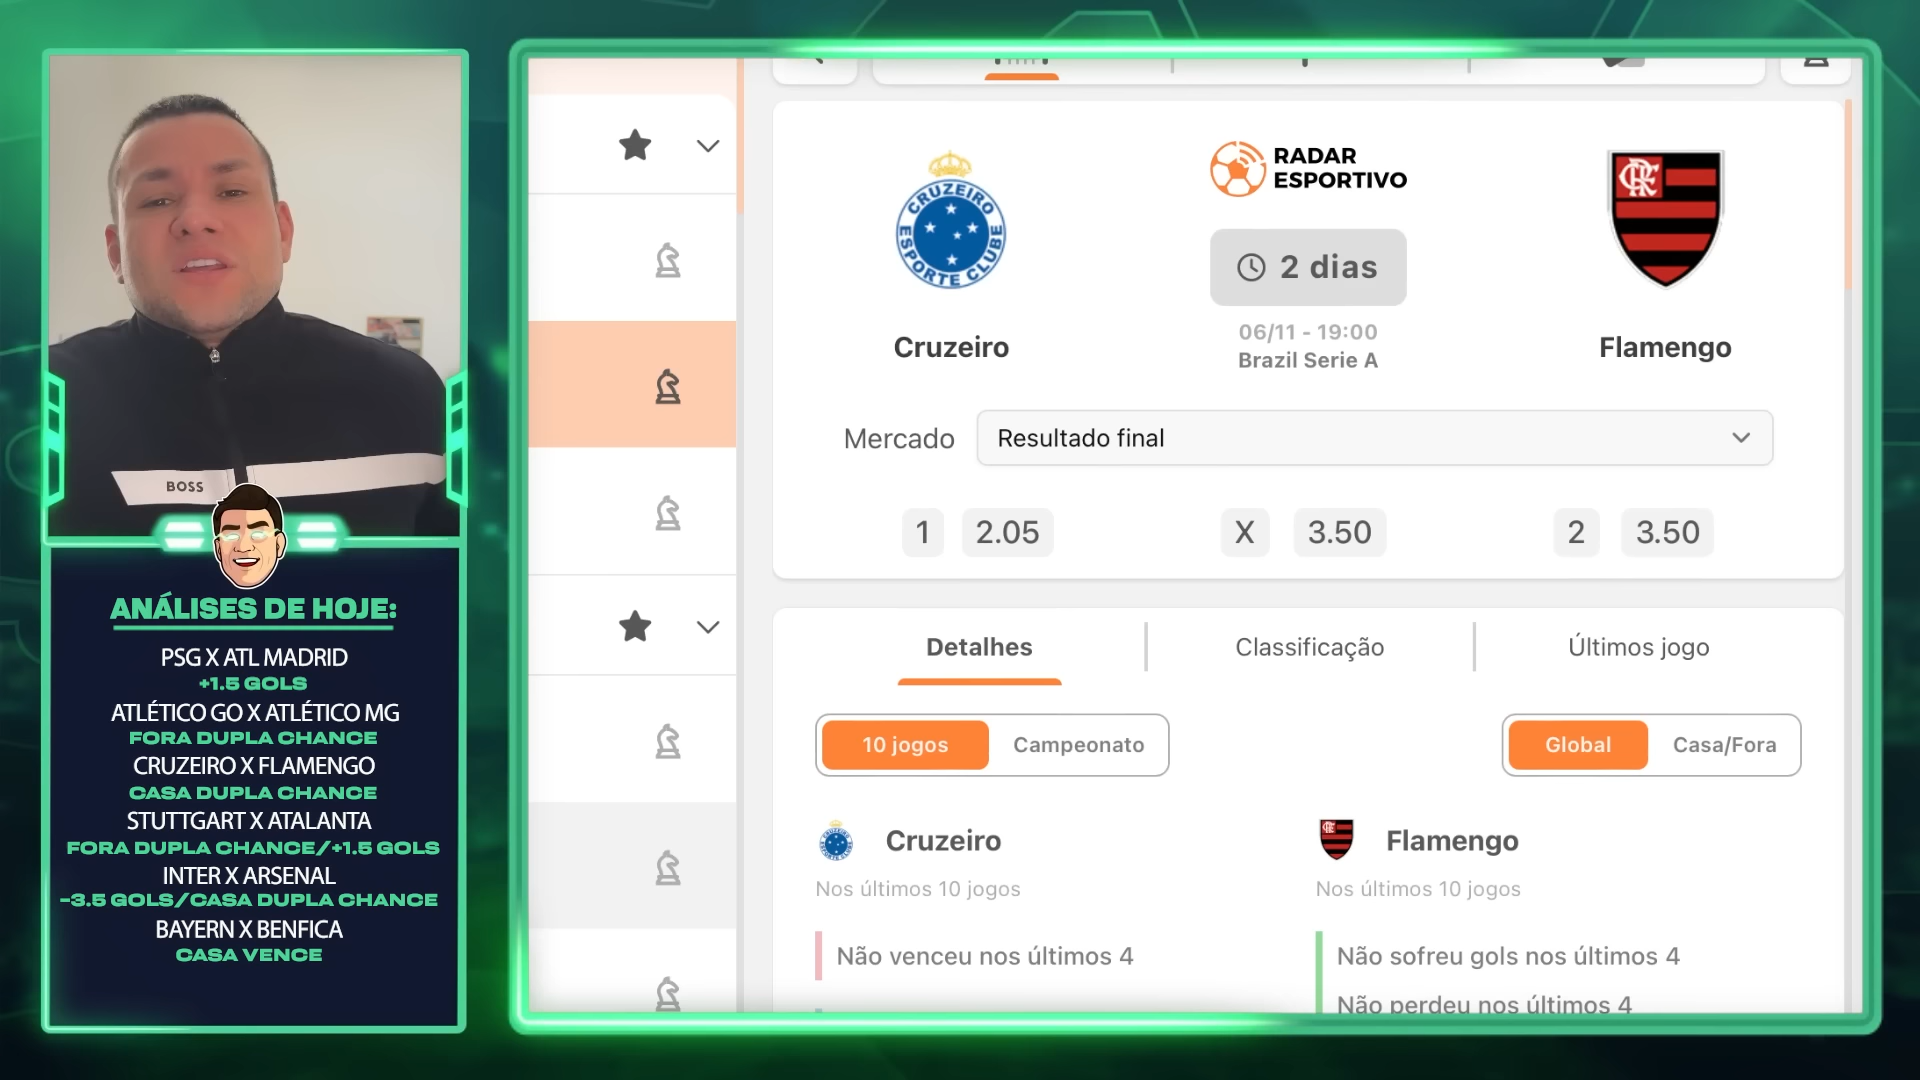 BOSS
ANÁLISES DE HOJE:
PSG X ATL MADRID
+1.5 GOLS
ATLÉTICO GO X ATLÉTICO MG
FORA DUPLA CHANCE
CRUZEIRO X FLAMENGO
CASA DUPLA CHANCE
STUTTGART X ATALANTA
FORA DUPLA CHANCE/+1.5 GOLS
INTER X ARSENAL
-3.5 GOLS/CASA DUPLA CHANCE
BAYERN X BENFICA
CASA VENCE
CRUZEIRO
ESPORTE CLUBE
RADAR
ESPORTIVO
CRF
2 dias
06/11 - 19:00
Brazil Serie A
Cruzeiro
Flamengo
Mercado
Resultado final
1 2.05
X 3.50
2 3.50
Detalhes
Classificação
Últimos jogo
10 jogos
Campeonato
Global
Casa/Fora
Cruzeiro
Nos últimos 10 jogos
Não venceu nos últimos 4
Flamengo
Nos últimos 10 jogos
Não sofreu gols nos últimos 4
Não perdeu nos últimos 4